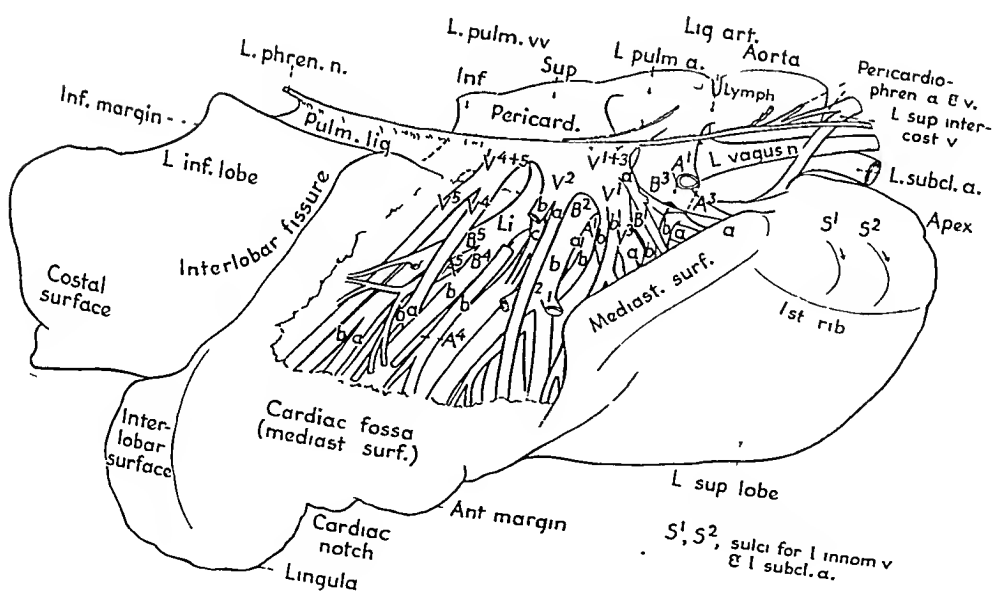 Lig art.
L. pulm. vv
Aorta
L. phren. n.
Inf
Sup
L pulm a.
Lymph
Pericardio-
phren a & v.
L sup inter-
cost v
Inf. margin
Pulm. lig
Pericard.
L vagus n
L. subcl. a.
L inf. lobe
Interlobar fissure
V4+5
V1+3
V2
A1
B3
A3
V5
V4
Li
B2
V1
V3
B5
B4
A4
Apex
S1
S2
Costal
surface
Mediast. surf.
1st rib
Inter-
lobar
surface
Cardiac fossa
(mediast surf.)
L sup lobe
Ant margin
Cardiac
notch
Lingula
S1, S2, sulci for l innom v
& l subcl. a.